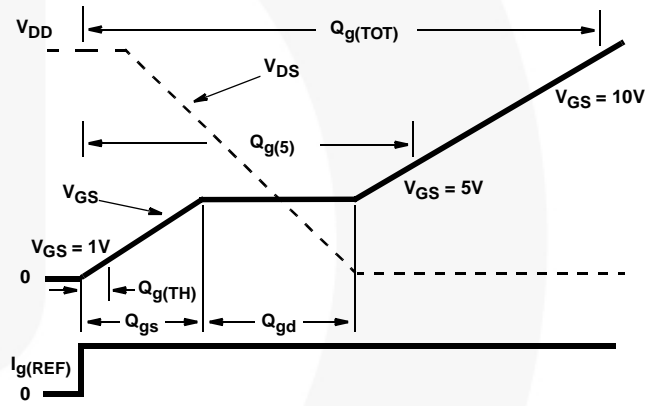 VDD
Qg(TOT)
VDS
VGS = 10V
Qg(5)
VGS
VGS = 5V
VGS = 1V
0
Qg(TH)
Qgs
Qgd
Ig(REF)
0